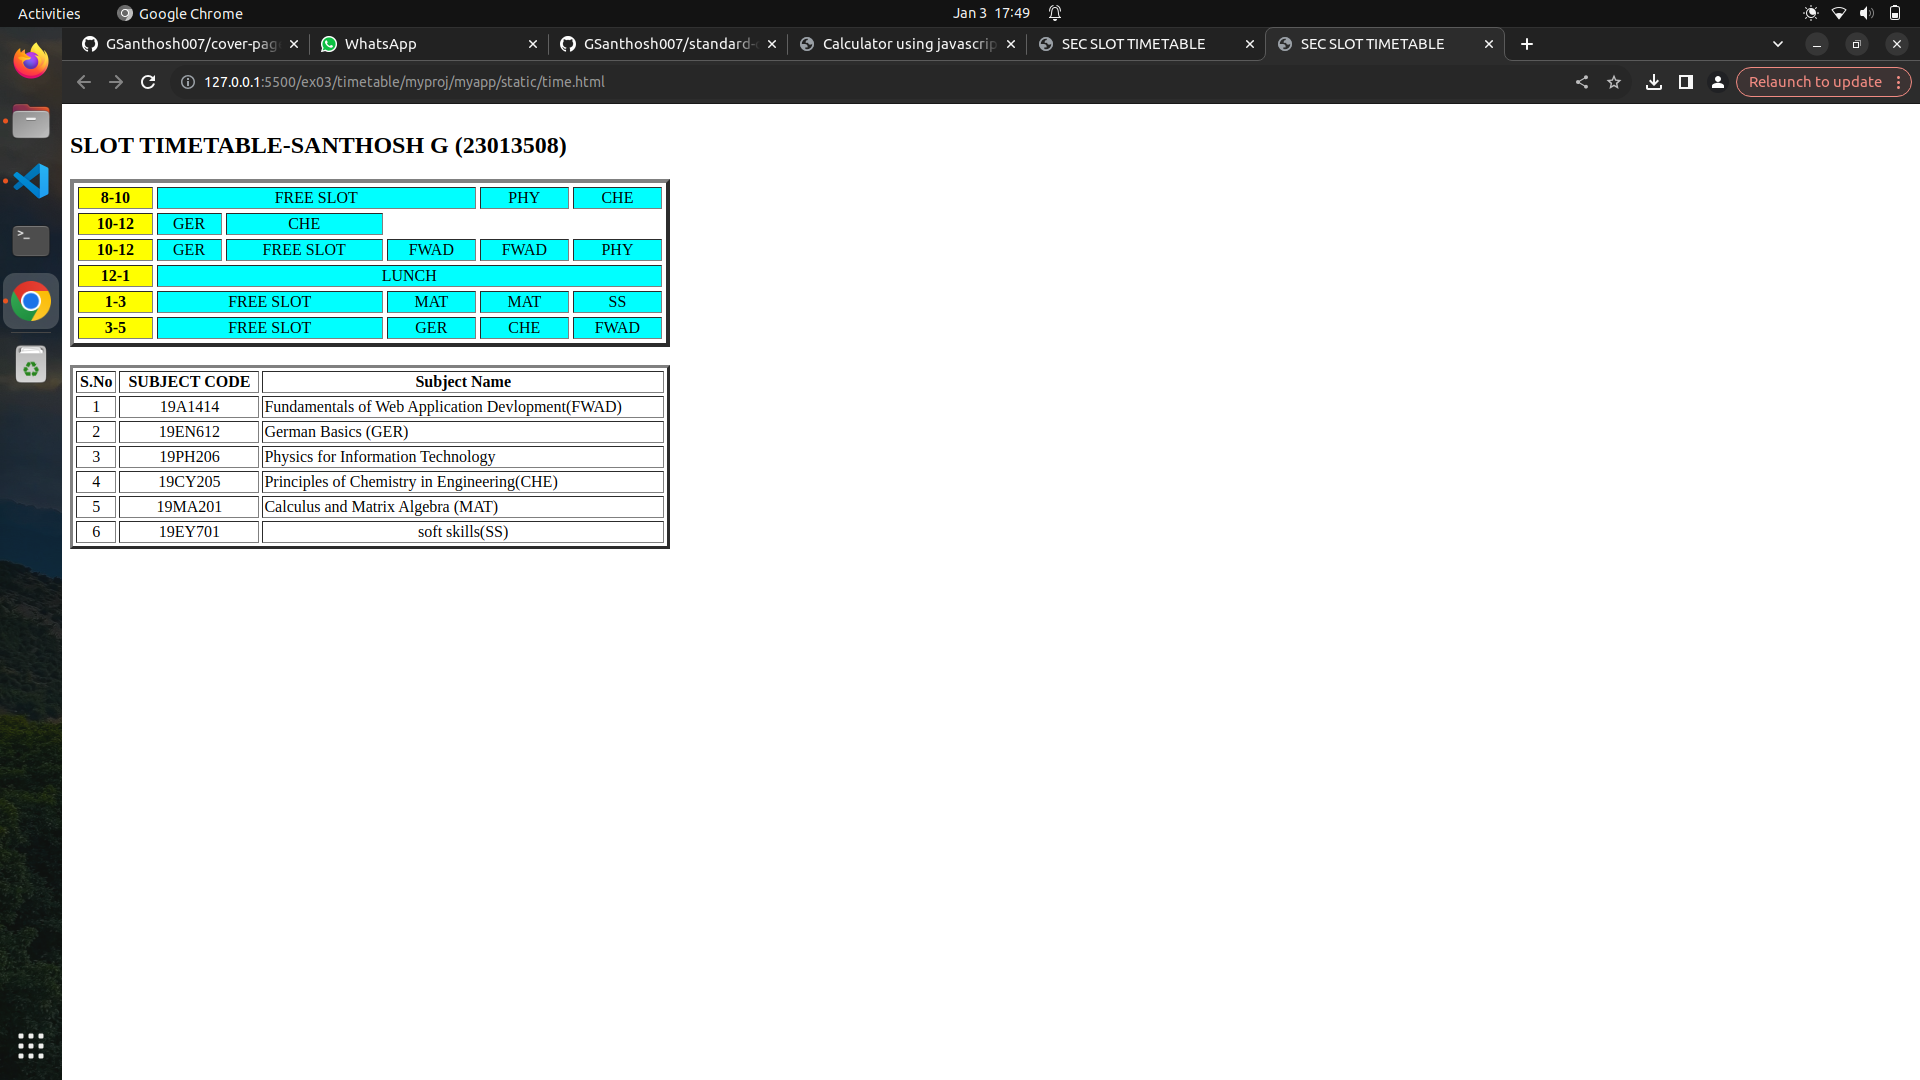 Activities Google Chrome Jan 3 17:49
GSanthosh007/cover-pag WhatsApp GSanthosh007/standard- Calculator using javascrip SEC SLOT TIMETABLE SEC SLOT TIMETABLE
127.0.0.1:5500/ex03/timetable/myproj/myapp/static/time.html Relaunch to update
SLOT TIMETABLE-SANTHOSH G (23013508)
8-10 FREE SLOT PHY CHE
10-12 GER CHE
10-12 GER FREE SLOT FWAD FWAD PHY
12-1 LUNCH
1-3 FREE SLOT MAT MAT SS
3-5 FREE SLOT GER CHE FWAD
S.No SUBJECT CODE Subject Name
1 19A1414 Fundamentals of Web Application Devlopment(FWAD)
2 19EN612 German Basics (GER)
3 19PH206 Physics for Information Technology
4 19CY205 Principles of Chemistry in Engineering(CHE)
5 19MA201 Calculus and Matrix Algebra (MAT)
6 19EY701 soft skills(SS)